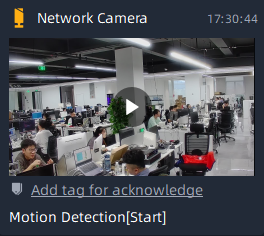 Network Camera 17:30:44
Add tag for acknowledge
Motion Detection[Start]